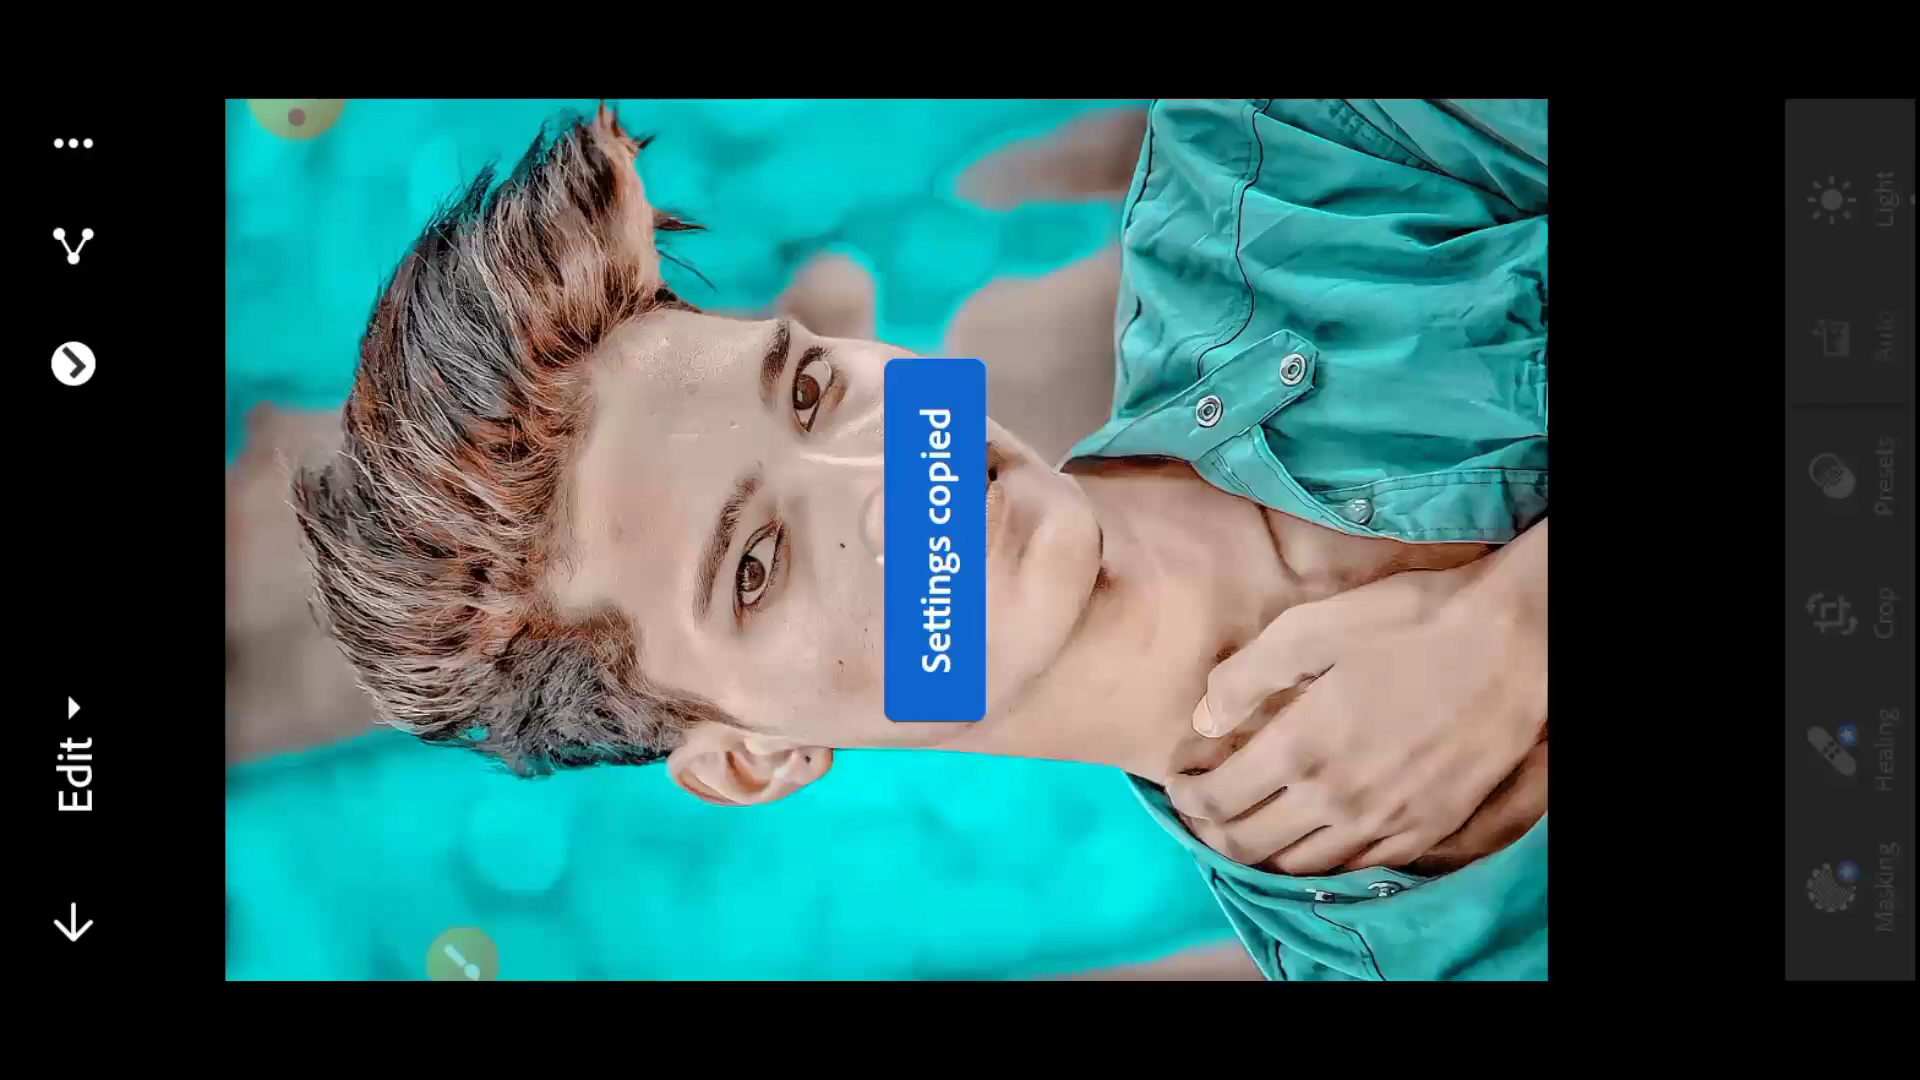 Edit
Settings copied
Masking
Healing
Crop
Presets
Auto
Light